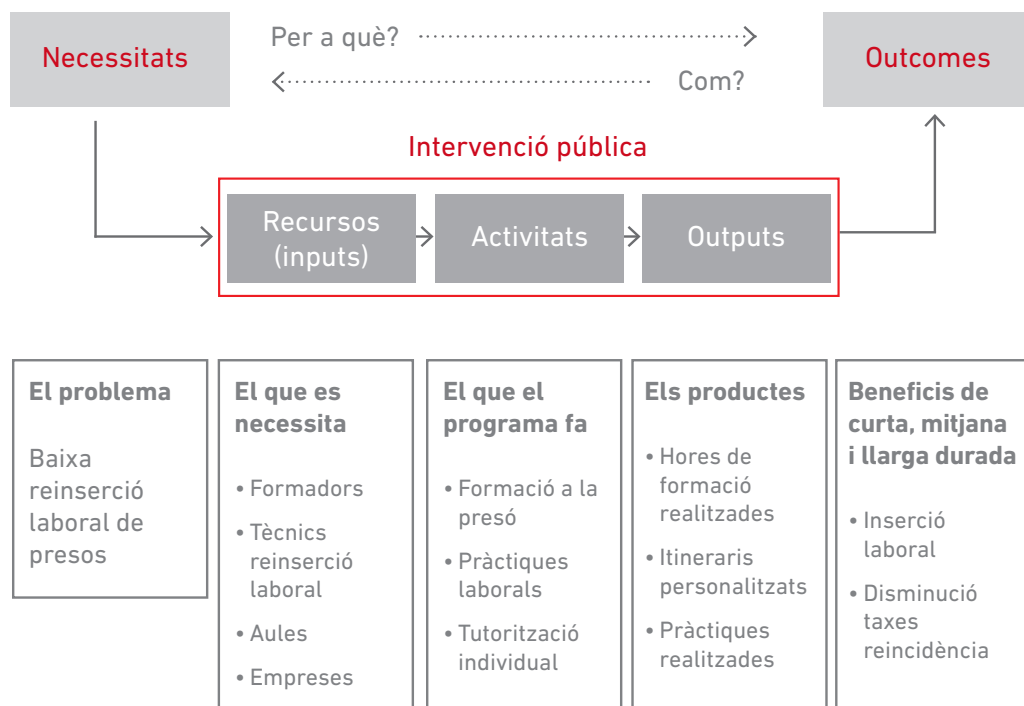 Necessitats
Per a què?
Com?
Outcomes
Intervenció pública
Recursos
(inputs)
Activitats
Outputs
El problema
Baixa
reinserció
laboral de
presos
El que es
necessita
• Formadors
• Tècnics
reinserció
laboral
• Aules
• Empreses
El que el
programa fa
• Formació a la
presó
• Pràctiques
laborals
• Tutorització
individual
Els productes
• Hores de
formació
realitzades
• Itineraris
personalitzats
• Pràctiques
realitzades
Beneficis de
curta, mitjana
i llarga durada
• Inserció
laboral
• Disminució
taxes
reincidència